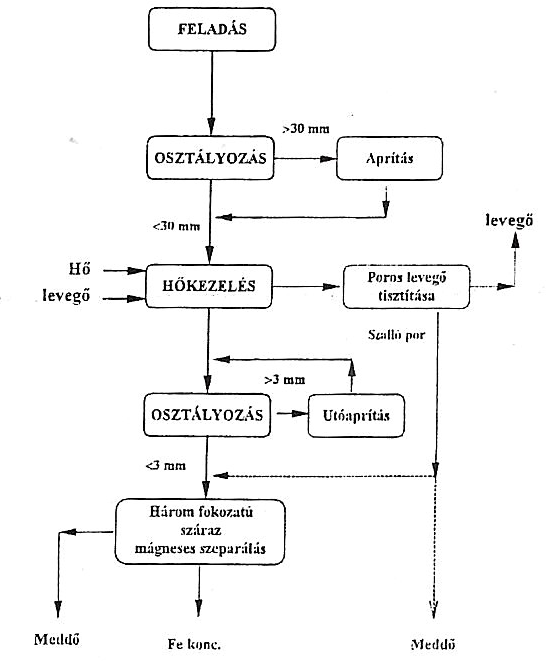 FELADÁS
>30 mm
OSZTÁLYOZÁS
Aprítás
<30 mm
levegő
Hő
levegő
HŐKEZELÉS
Poros levegő
tisztítása
Szalló por
>3 mm
OSZTÁLYOZÁS
Utóaprítás
<3 mm
Három fokozatú
száraz
mágneses szeparálás
Meddő
Fe konc.
Meddő